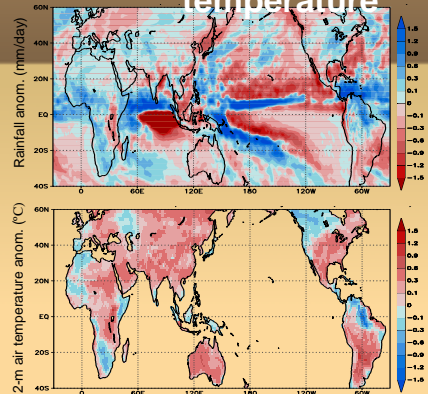 temperature
Rainfall anom. (mm/day)
60N
40N
20N
EQ
20S
40S
0 60E 120E 180 120W 60W
1.5
1.2
0.9
0.6
0.3
0.1
0
−0.1
−0.3
−0.6
−0.9
−1.2
−1.5
2-m air temperature anom. (ºC)
60N
40N
20N
EQ
20S
40S
0 60E 120E 180 120W 60W
1.5
1.2
0.9
0.6
0.3
0.1
0
−0.1
−0.3
−0.6
−0.9
−1.2
−1.5